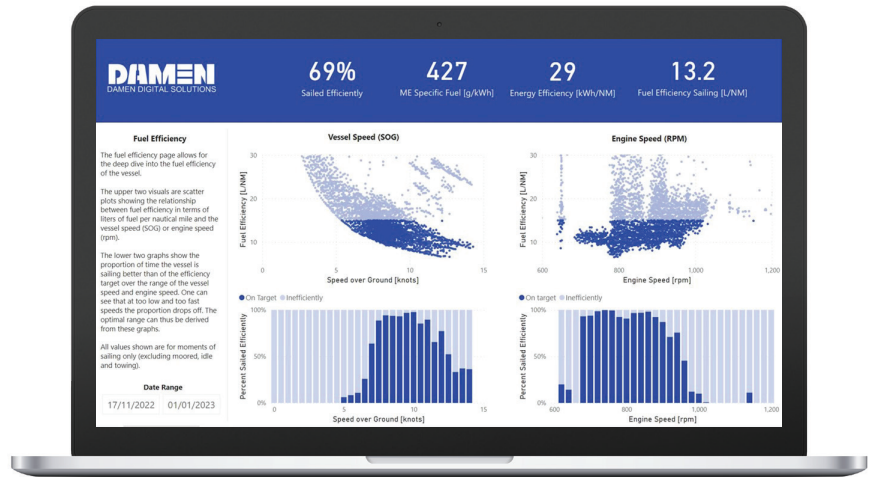 DAMEN
DAMEN DIGITAL SOLUTIONS
69%
Sailed Efficiently
427
ME Specific Fuel [g/kWh]
29
Energy Efficiency [kWh/NM]
13.2
Fuel Efficiency Sailing [L/NM]
Fuel Efficiency
The fuel efficiency page allows for
the deep dive into the fuel efficiency
of the vessel.
The upper two visuals are scatter
plots showing the relationship
between fuel efficiency in terms of
liters of fuel per nautical mile and the
vessel speed (SOG) or engine speed
(rpm).
The lower two graphs show the
proportion of time the vessel is
sailing better than of the efficiency
target over the range of the vessel
speed and engine speed. One can
see that at too low and too fast
speeds the proportion drops off. The
optimal range can thus be derived
from these graphs.
All values shown are for moments of
sailing only (excluding moored, idle
and towing).
Date Range
17/11/2022 01/01/2023
Vessel Speed (SOG)
Fuel Efficiency [L/NM]
30
20
10
0 5 10 15
Speed over Ground [knots]
Engine Speed (RPM)
Fuel Efficiency [L/NM]
30
20
10
600 800 1,000 1,200
Engine Speed [rpm]
On Target Inefficiently
Percent Sailed Efficiently
100%
50%
0%
0 5 10 15
Speed over Ground [knots]
On target Inefficiently
Percent Sailed Efficiently
100%
50%
0%
600 800 1,000 1,200
Engine Speed [rpm]